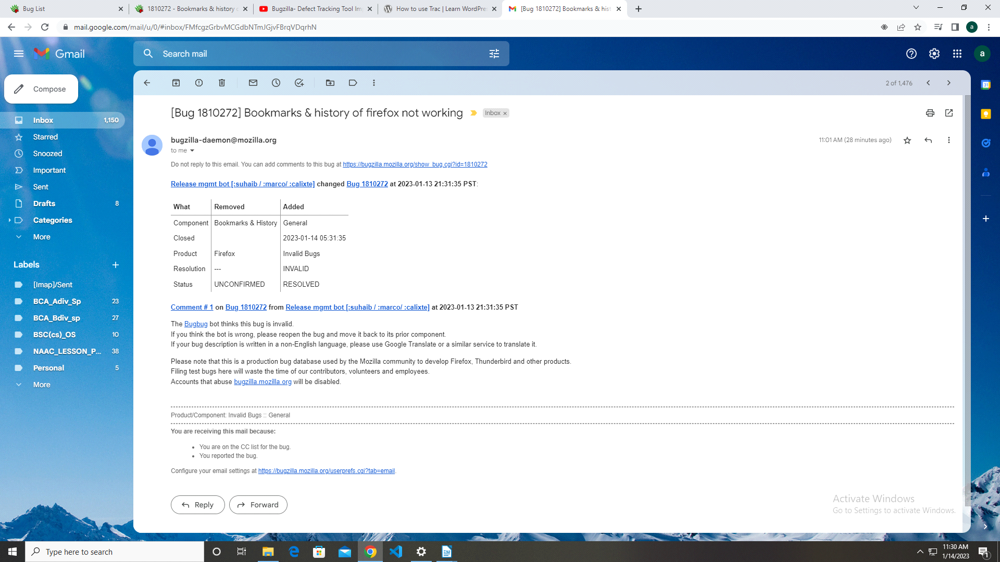 Bug List
1810272 - Bookmarks & history o
Bugzilla- Defect Tracking Tool Im
How to use Trac | Learn WordPres
[Bug 1810272] Bookmarks & hist
mail.google.com/mail/u/0/#inbox/FMfcgzGrbvMCGdbNTmJGjvFBrqVDqrhN
a
Gmail
Search mail
a
Compose
2 of 1,476
31
Inbox 1,150
Starred
Snoozed
Important
Sent
Drafts 8
Categories
More
Labels
[Imap]/Sent
BCA_Adiv_Sp 23
BCA_Bdiv_sp 27
BSC(cs)_OS 10
NAAC_LESSON_P... 38
Personal 5
More
[Bug 1810272] Bookmarks & history of firefox not working
Inbox
bugzilla-daemon@mozilla.org
11:01 AM (28 minutes ago)
to me
Do not reply to this email. You can add comments to this bug at https://bugzilla.mozilla.org/show_bug.cgi?id=1810272
Release mgmt bot [:suhaib / :marco/ :calixte] changed Bug 1810272 at 2023-01-13 21:31:35 PST:
What Removed Added
Component Bookmarks & History General
Closed 2023-01-14 05:31:35
Product Firefox Invalid Bugs
Resolution --- INVALID
Status UNCONFIRMED RESOLVED
Comment # 1 on Bug 1810272 from Release mgmt bot [:suhaib / :marco/ :calixte] at 2023-01-13 21:31:35 PST
The Bugbug bot thinks this bug is invalid.
If you think the bot is wrong, please reopen the bug and move it back to its prior component.
If your bug description is written in a non-English language, please use Google Translate or a similar service to translate it.
Please note that this is a production bug database used by the Mozilla community to develop Firefox, Thunderbird and other products.
Filing test bugs here will waste the time of our contributors, volunteers and employees.
Accounts that abuse bugzilla.mozilla.org will be disabled.
Product/Component: Invalid Bugs :: General
You are receiving this mail because:
• You are on the CC list for the bug.
• You reported the bug.
Configure your email settings at https://bugzilla.mozilla.org/userprefs.cgi?tab=email.
Reply
Forward
Activate Windows
Go to Settings to activate Windows.
Type here to search
11:30 AM
1/14/2023
1